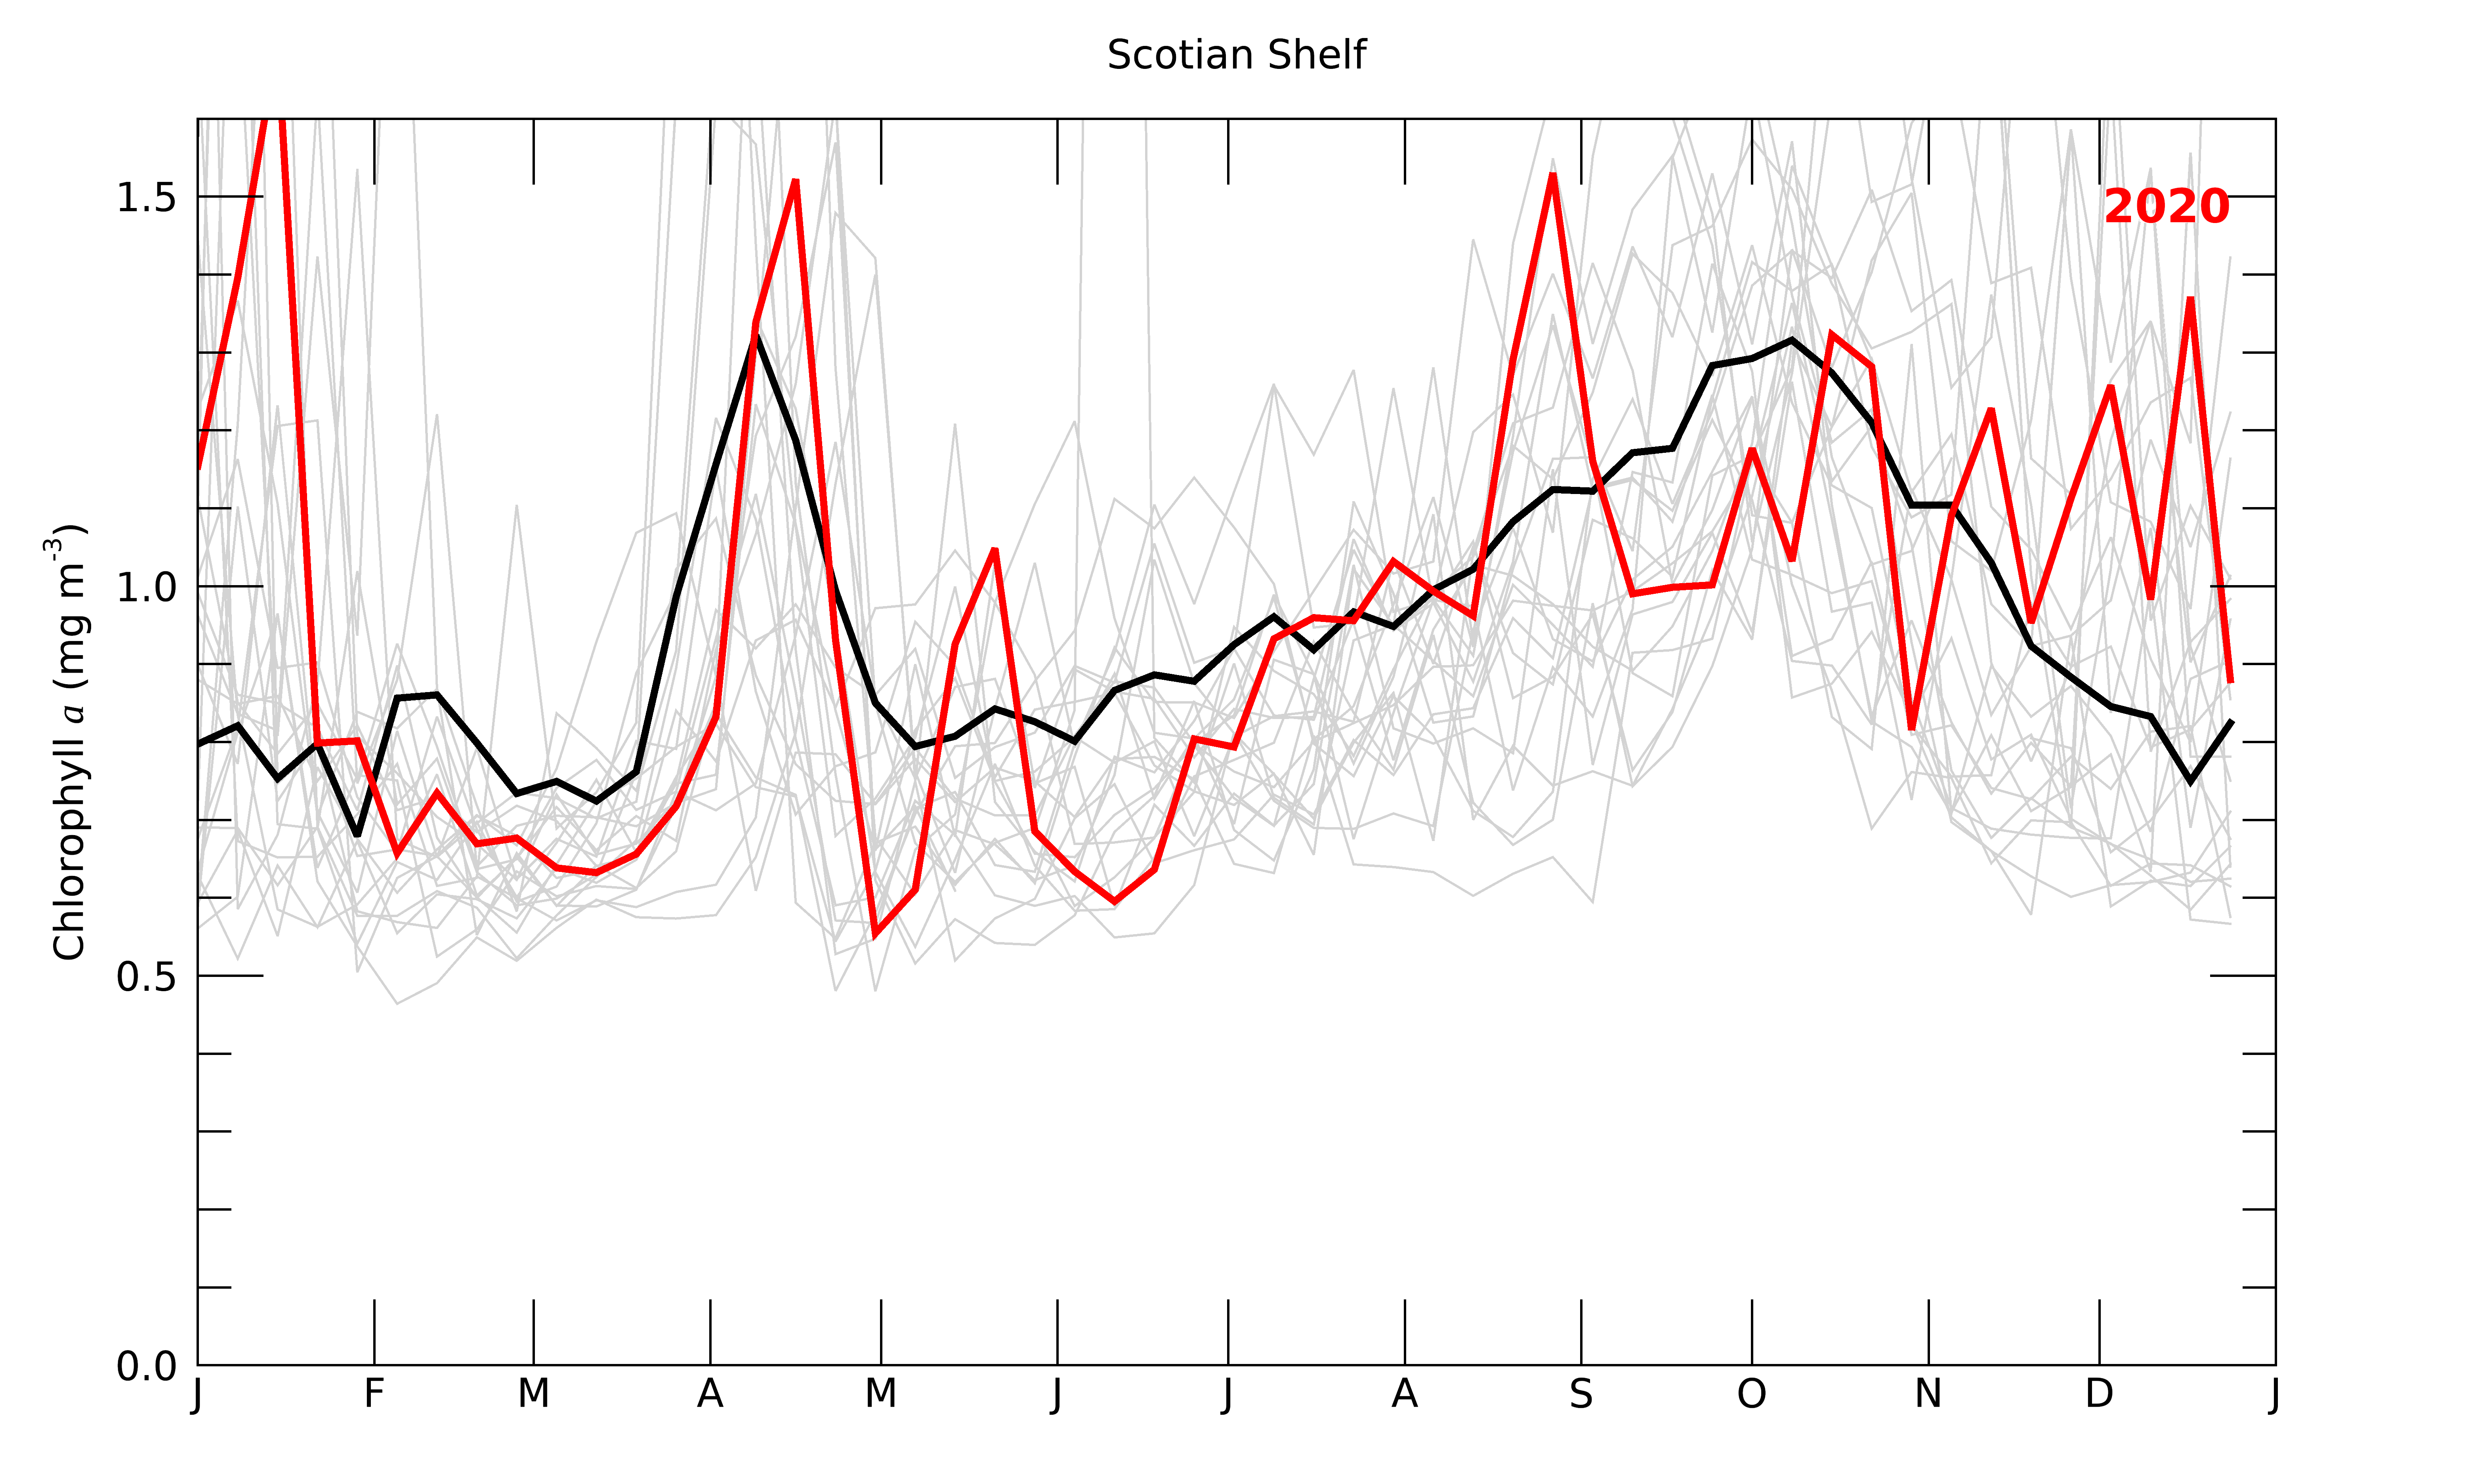 Scotian Shelf
Chlorophyll a (mg m⁻³)
1.5
1.0
0.5
0.0
2020
J F M A M J J A S O N D J